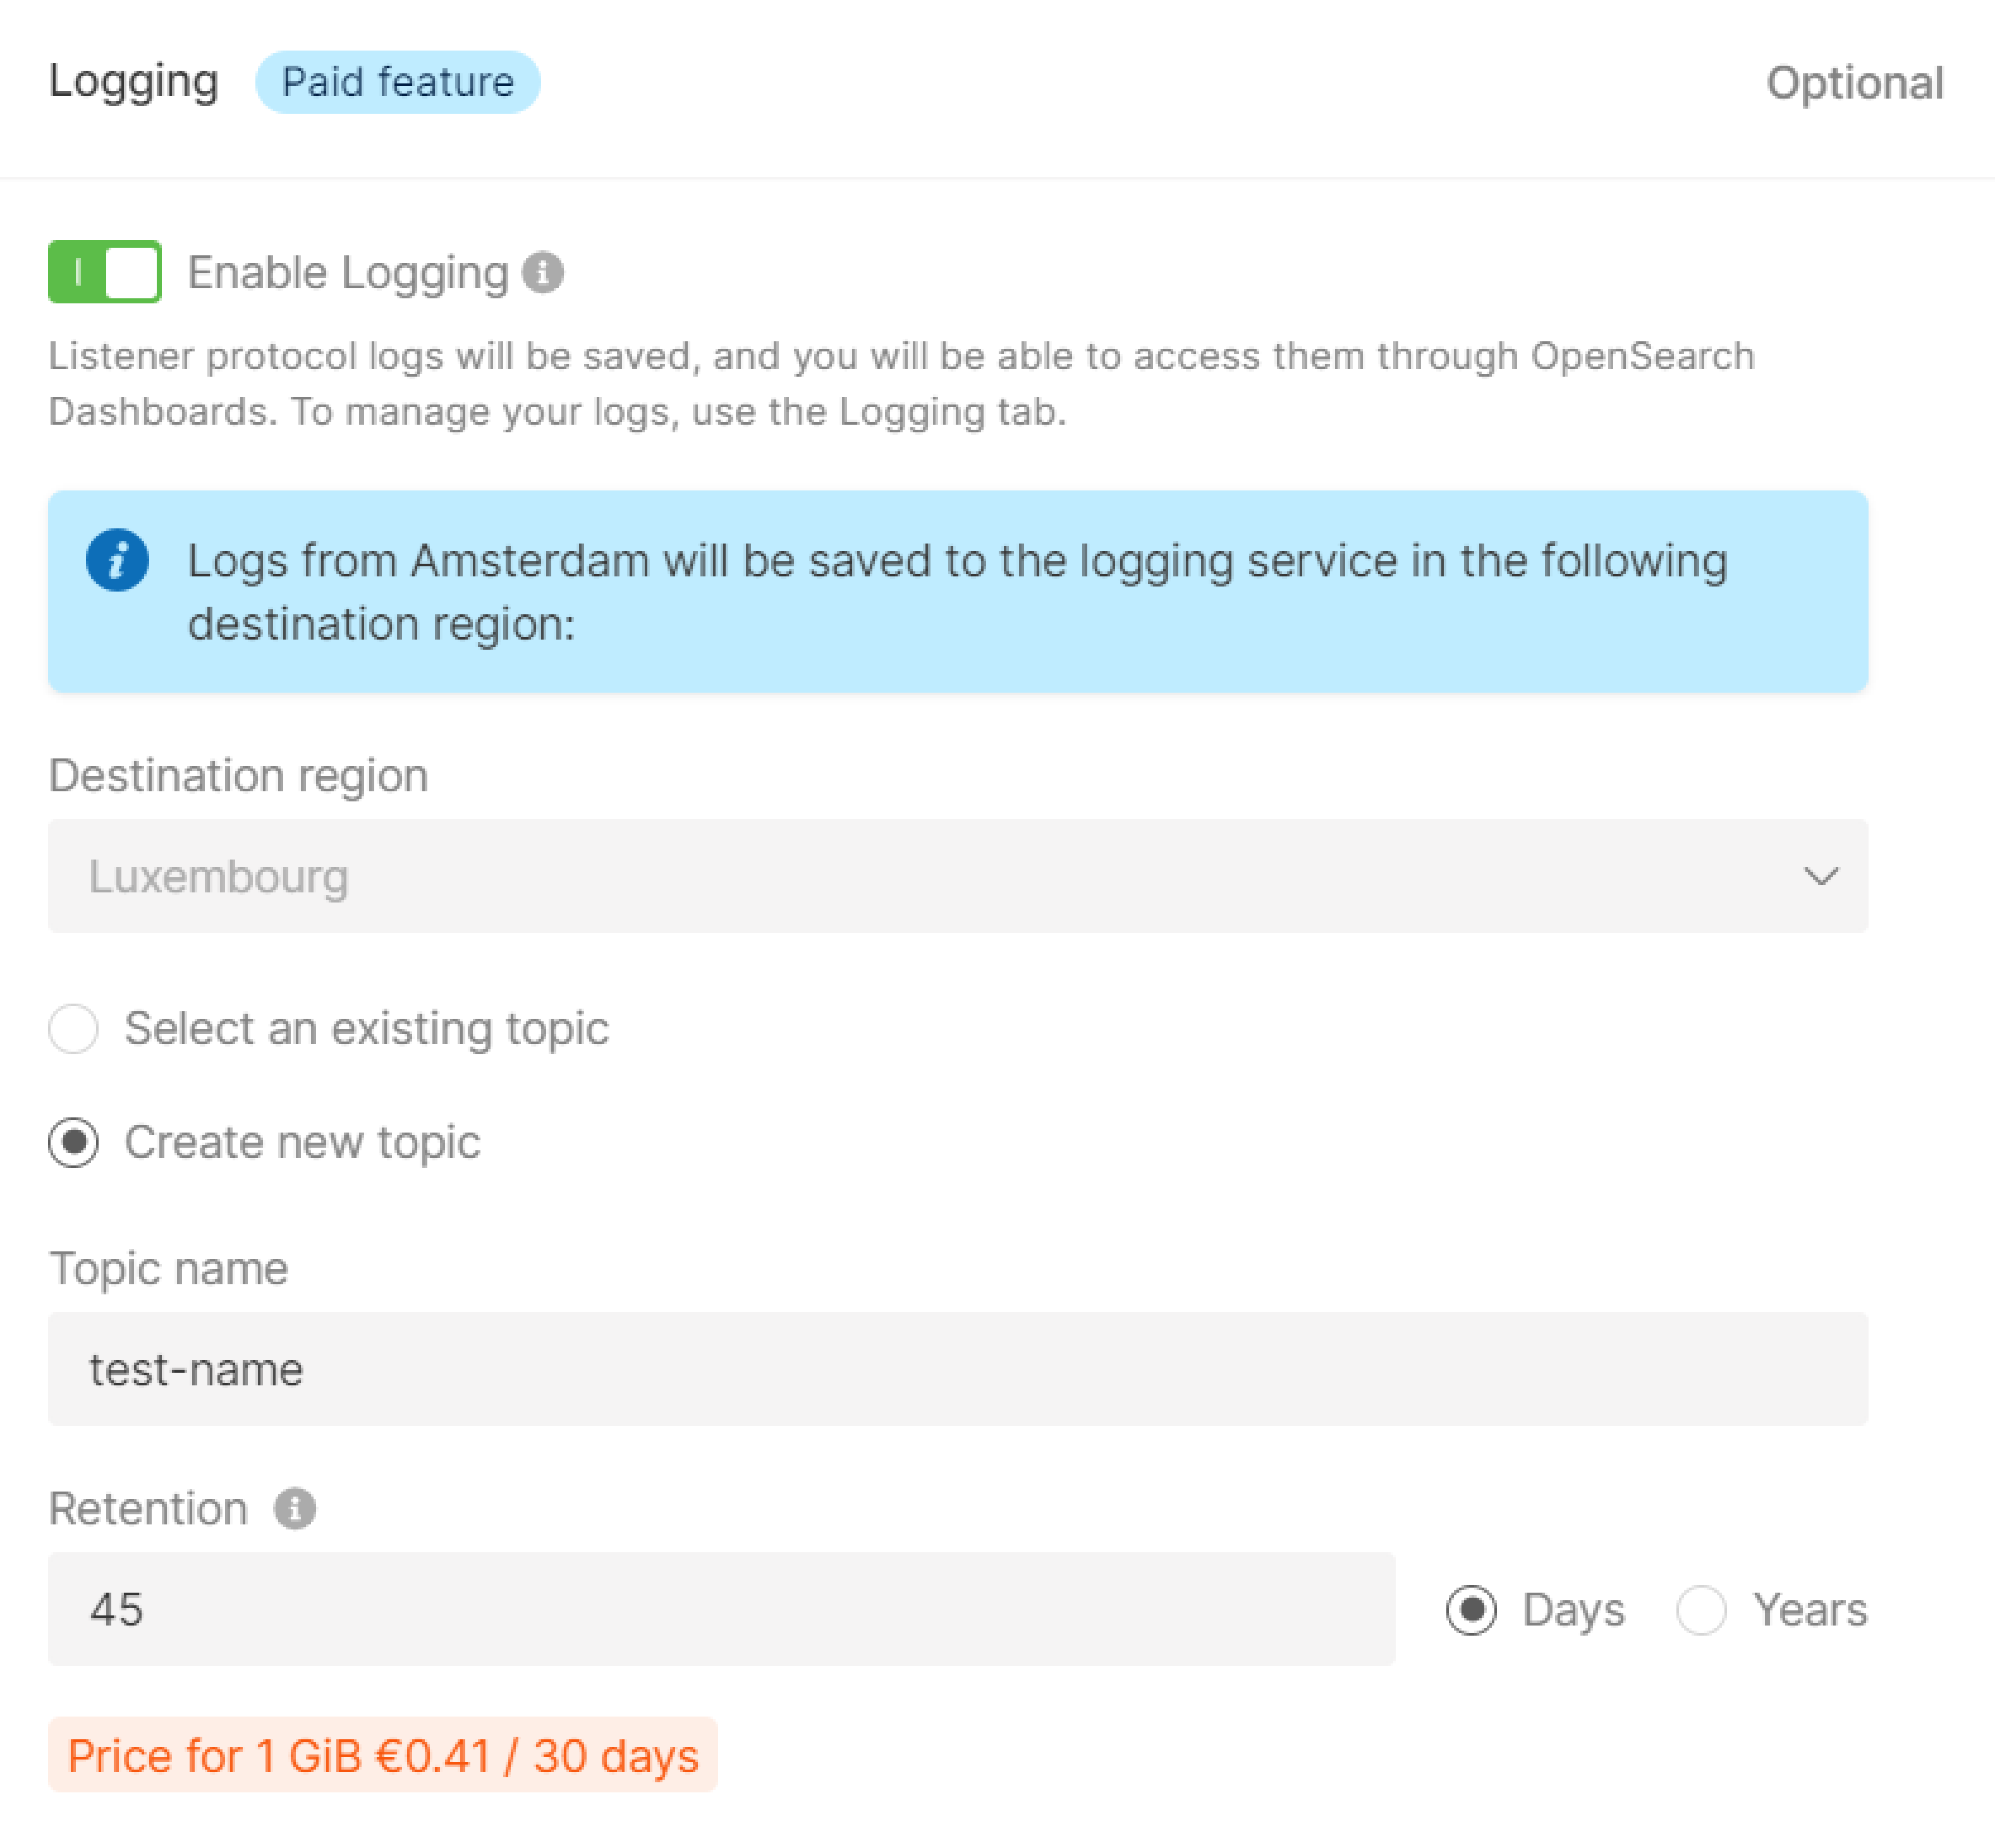 Logging Paid feature Optional
Enable Logging
Listener protocol logs will be saved, and you will be able to access them through OpenSearch
Dashboards. To manage your logs, use the Logging tab.
Logs from Amsterdam will be saved to the logging service in the following
destination region:
Destination region
Luxembourg
Select an existing topic
Create new topic
Topic name
test-name
Retention
45 Days Years
Price for 1 GiB €0.41 / 30 days